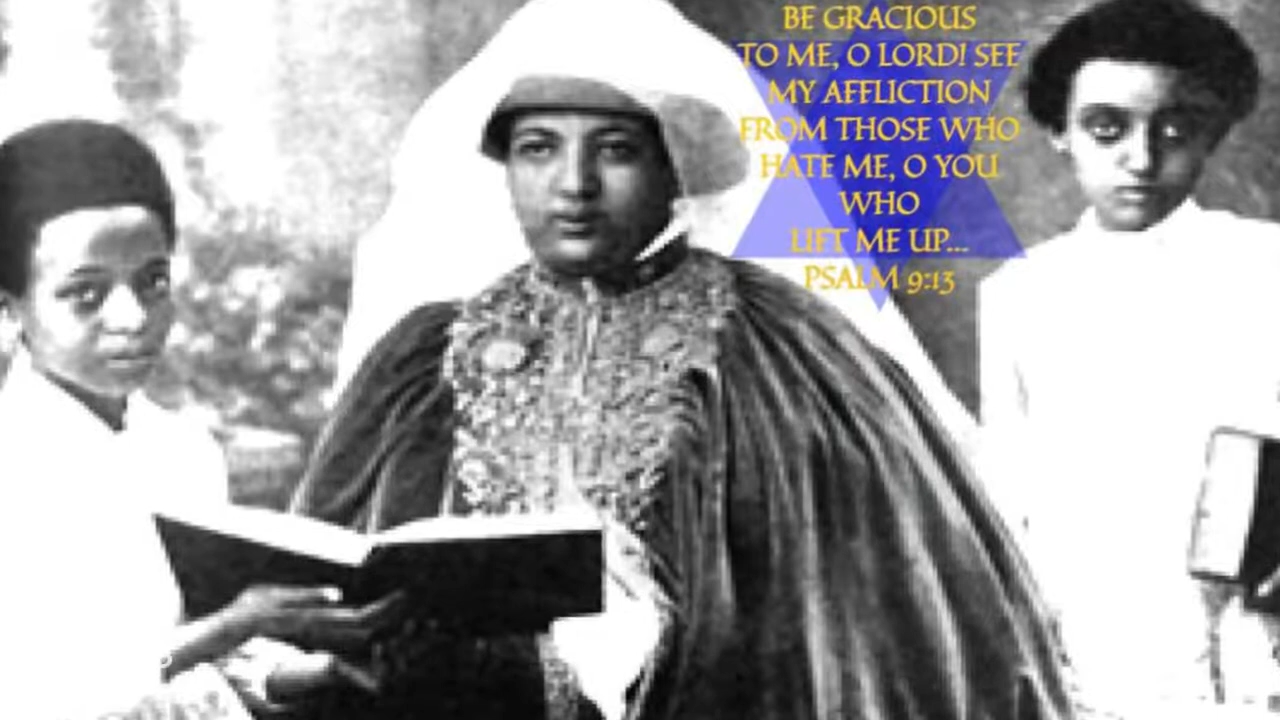 BE GRACIOUS
TO ME, O LORD! SEE
MY AFFLICTION
FROM THOSE WHO
HATE ME, O YOU
WHO
LIFT ME UP...
PSALM 9:13